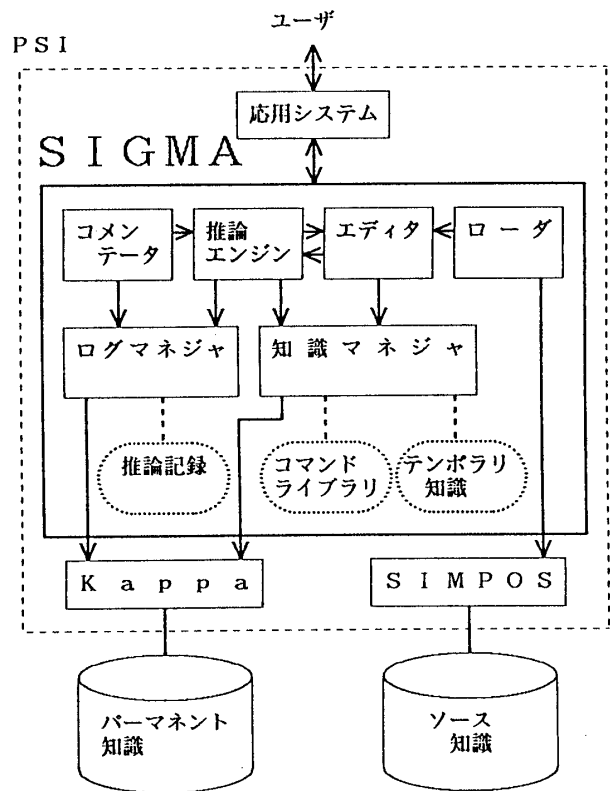 ユーザ
PSI
応用システム
SIGMA
コメン
テータ
推論
エンジン
エディタ
ローダ
ログマネジャ
知識マネジャ
推論記録
コマンド
ライブラリ
テンポラリ
知識
Kappa
SIMPOS
パーマネント
知識
ソース
知識